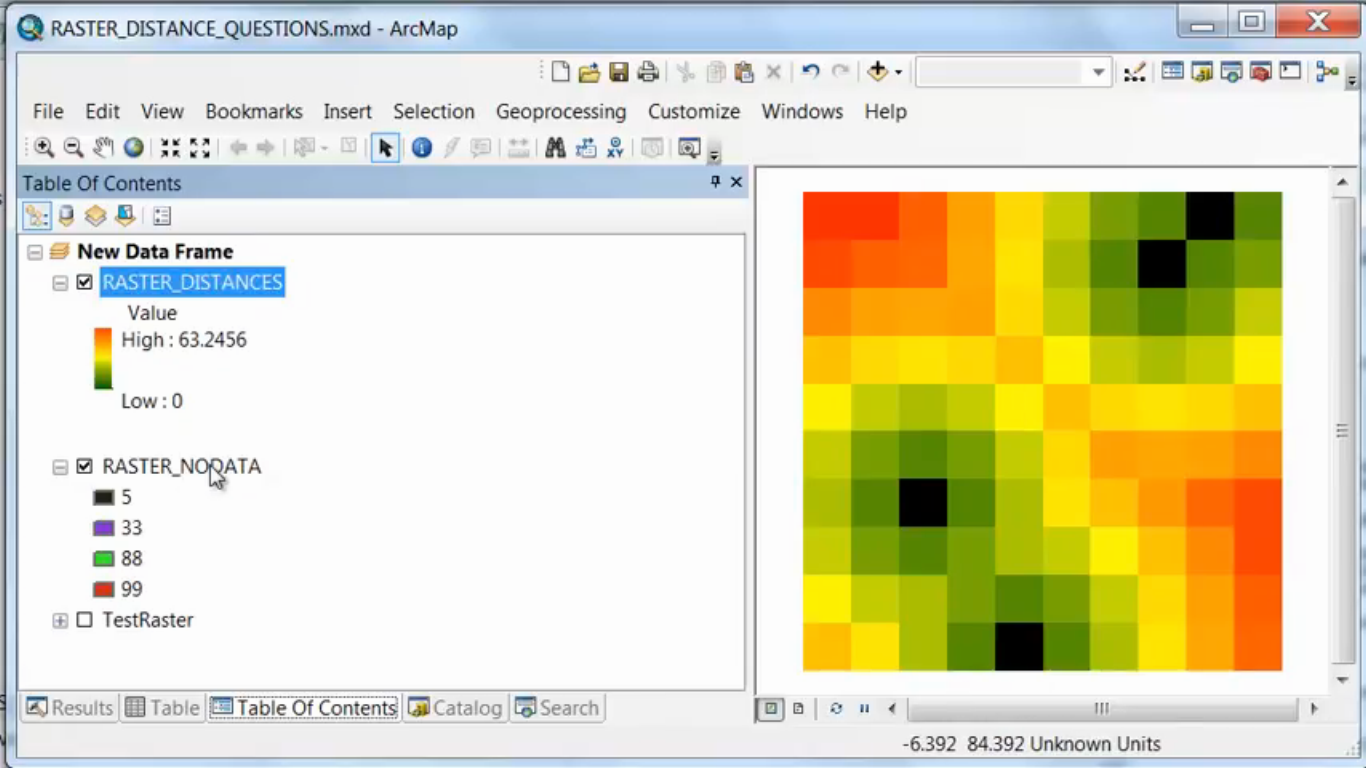 RASTER_DISTANCE_QUESTIONS.mxd - ArcMap
File Edit View Bookmarks Insert Selection Geoprocessing Customize Windows Help
Table Of Contents
New Data Frame
RASTER_DISTANCES
Value
High : 63.2456
Low : 0
RASTER_NODATA
5
33
88
99
TestRaster
Results Table Table Of Contents Catalog Search
-6.392 84.392 Unknown Units